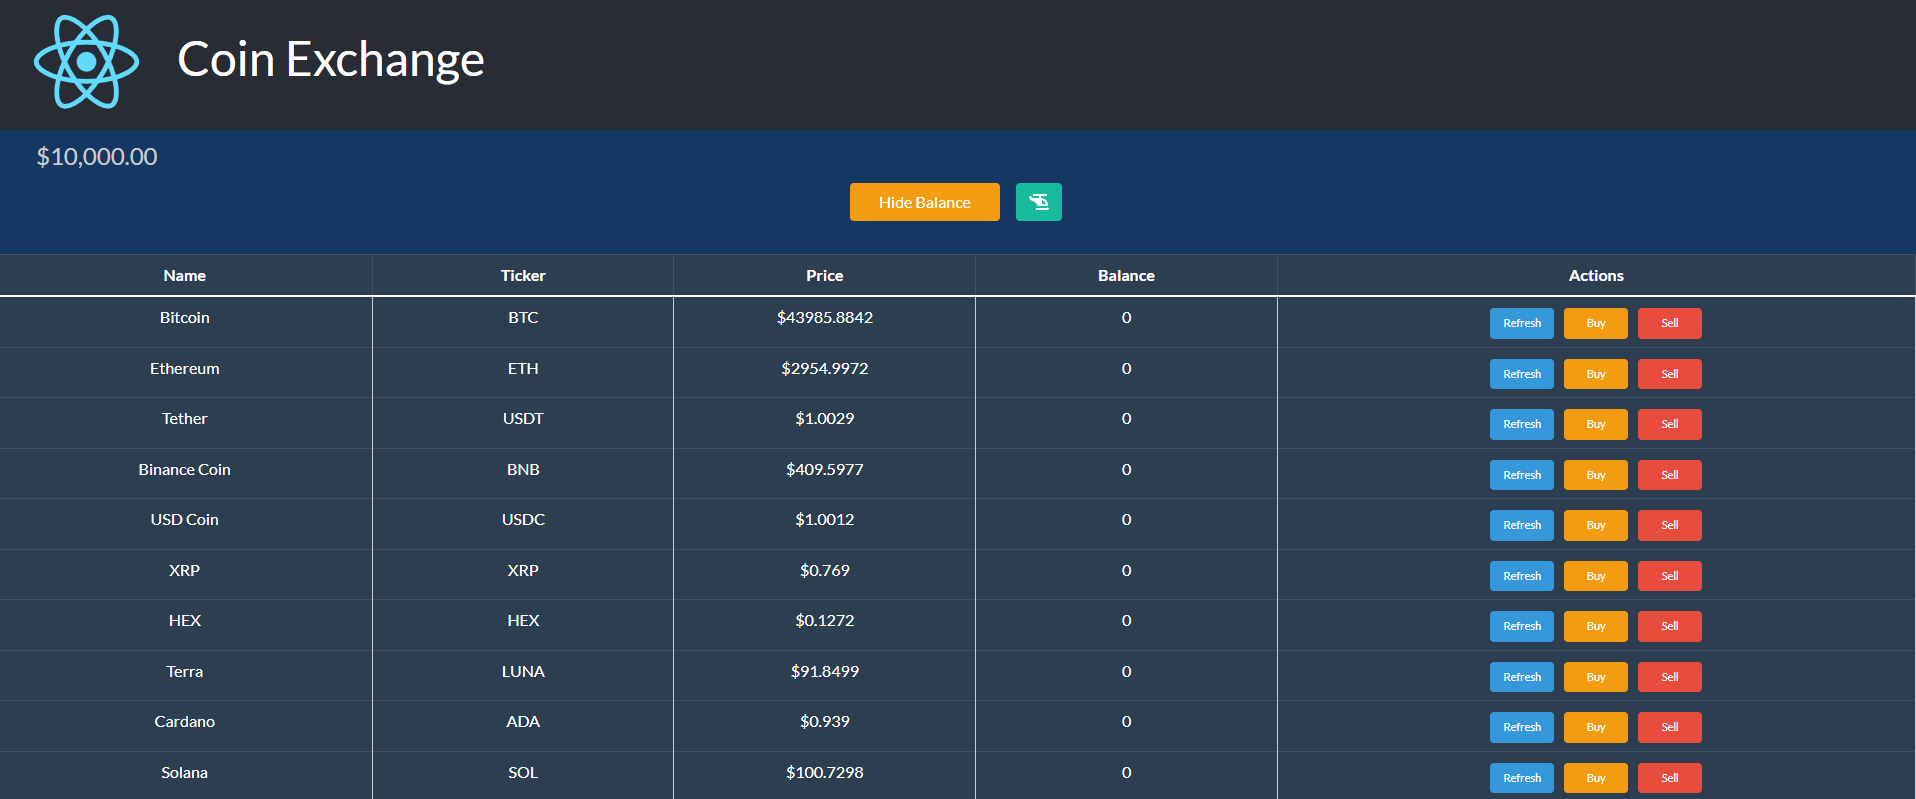 Coin Exchange
$10,000.00
Hide Balance
Name Ticker Price Balance Actions
Bitcoin BTC $43985.8842 0 Refresh Buy Sell
Ethereum ETH $2954.9972 0 Refresh Buy Sell
Tether USDT $1.0029 0 Refresh Buy Sell
Binance Coin BNB $409.5977 0 Refresh Buy Sell
USD Coin USDC $1.0012 0 Refresh Buy Sell
XRP XRP $0.769 0 Refresh Buy Sell
HEX HEX $0.1272 0 Refresh Buy Sell
Terra LUNA $91.8499 0 Refresh Buy Sell
Cardano ADA $0.939 0 Refresh Buy Sell
Solana SOL $100.7298 0 Refresh Buy Sell